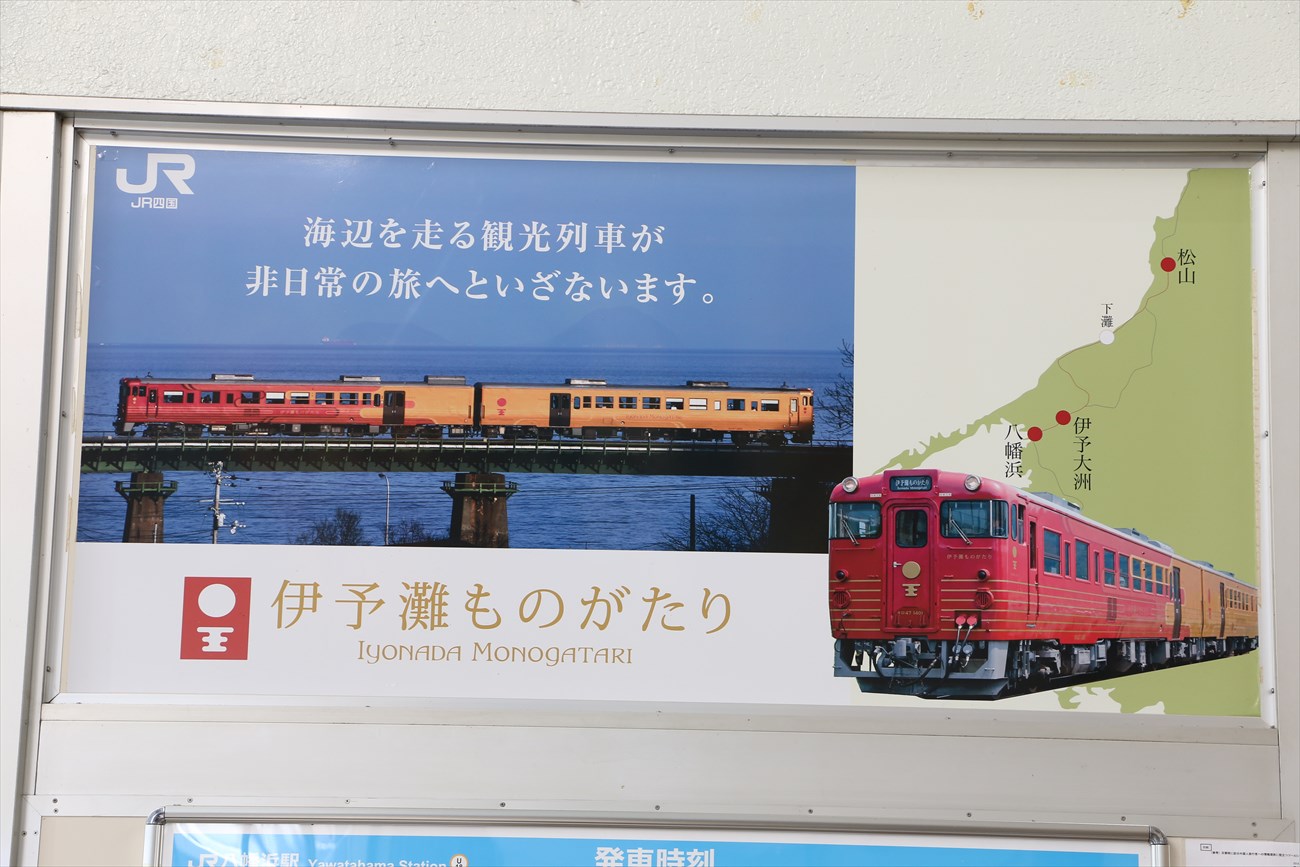 JR
JR四国
海辺を走る観光列車が
非日常の旅へといざないます。
松山
下灘
伊予大洲
八幡浜
伊予灘ものがたり
伊予灘ものがたり
IYONADA MONOGATARI
JR八幡浜駅 Yawatahama Station
発車時刻